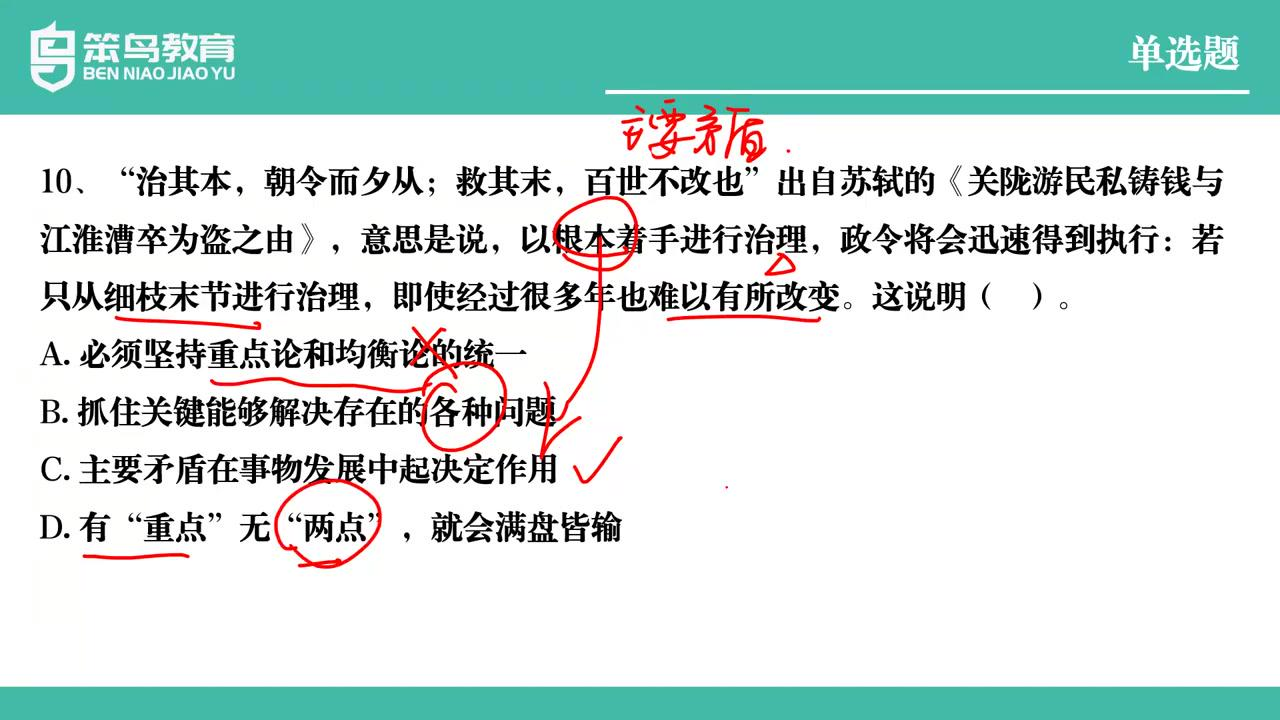 笨鸟教育
BEN NIAO JIAO YU
单选题
主要矛盾
10、“治其本，朝令而夕从；救其末，百世不改也”出自苏轼的《关陇游民私铸钱与
江淮漕卒为盗之由》，意思是说，以根本着手进行治理，政令将会迅速得到执行：若
只从细枝末节进行治理，即使经过很多年也难以有所改变。这说明（ ）。
A. 必须坚持重点论和均衡论的统一
B. 抓住关键能够解决存在的各种问题
C. 主要矛盾在事物发展中起决定作用
D. 有“重点”无“两点”，就会满盘皆输